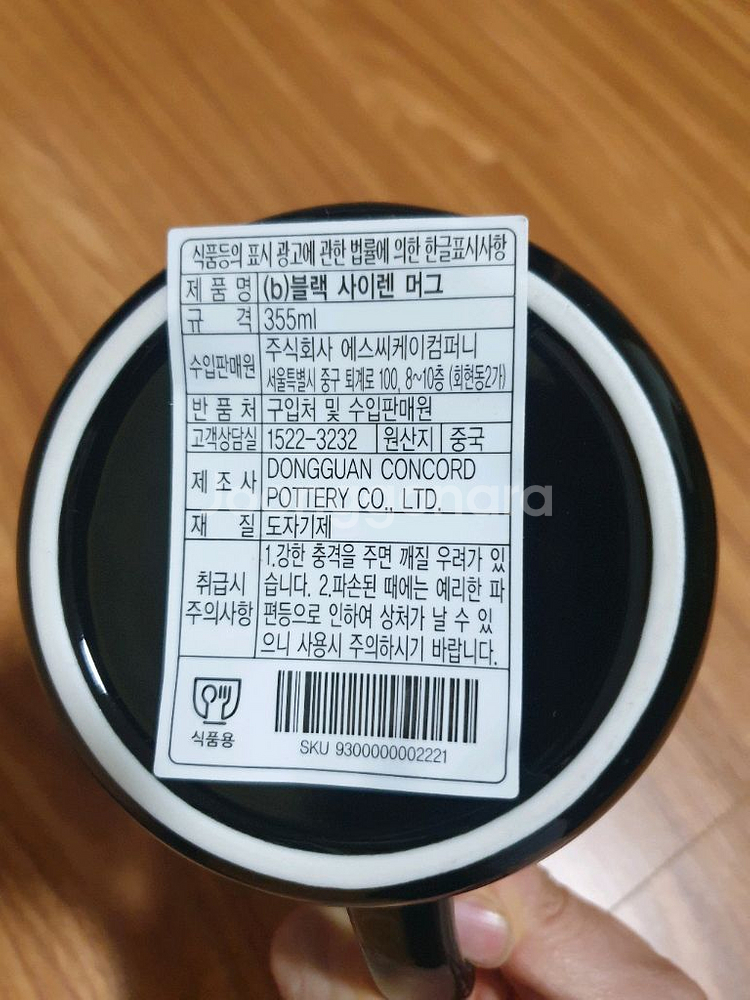 식품등의 표시 광고에 관한 법률에 의한 한글표시사항
제 품 명 (b)블랙 사이렌 머그
규 격 355ml
수입판매원 주식회사 에스씨케이컴퍼니
서울특별시 중구 퇴계로 100, 8~10층 (회현동2가)
반 품 처 구입처 및 수입판매원
고객상담실 1522-3232 원산지 중국
제 조 사 DONGGUAN CONCORD
POTTERY CO., LTD.
재 질 도자기제
취급시 주의사항 1.강한 충격을 주면 깨질 우려가 있
습니다. 2.파손된 때에는 예리한 파
편등으로 인하여 상처가 날 수 있
으니 사용시 주의하시기 바랍니다.
식품용
SKU 9300000002221